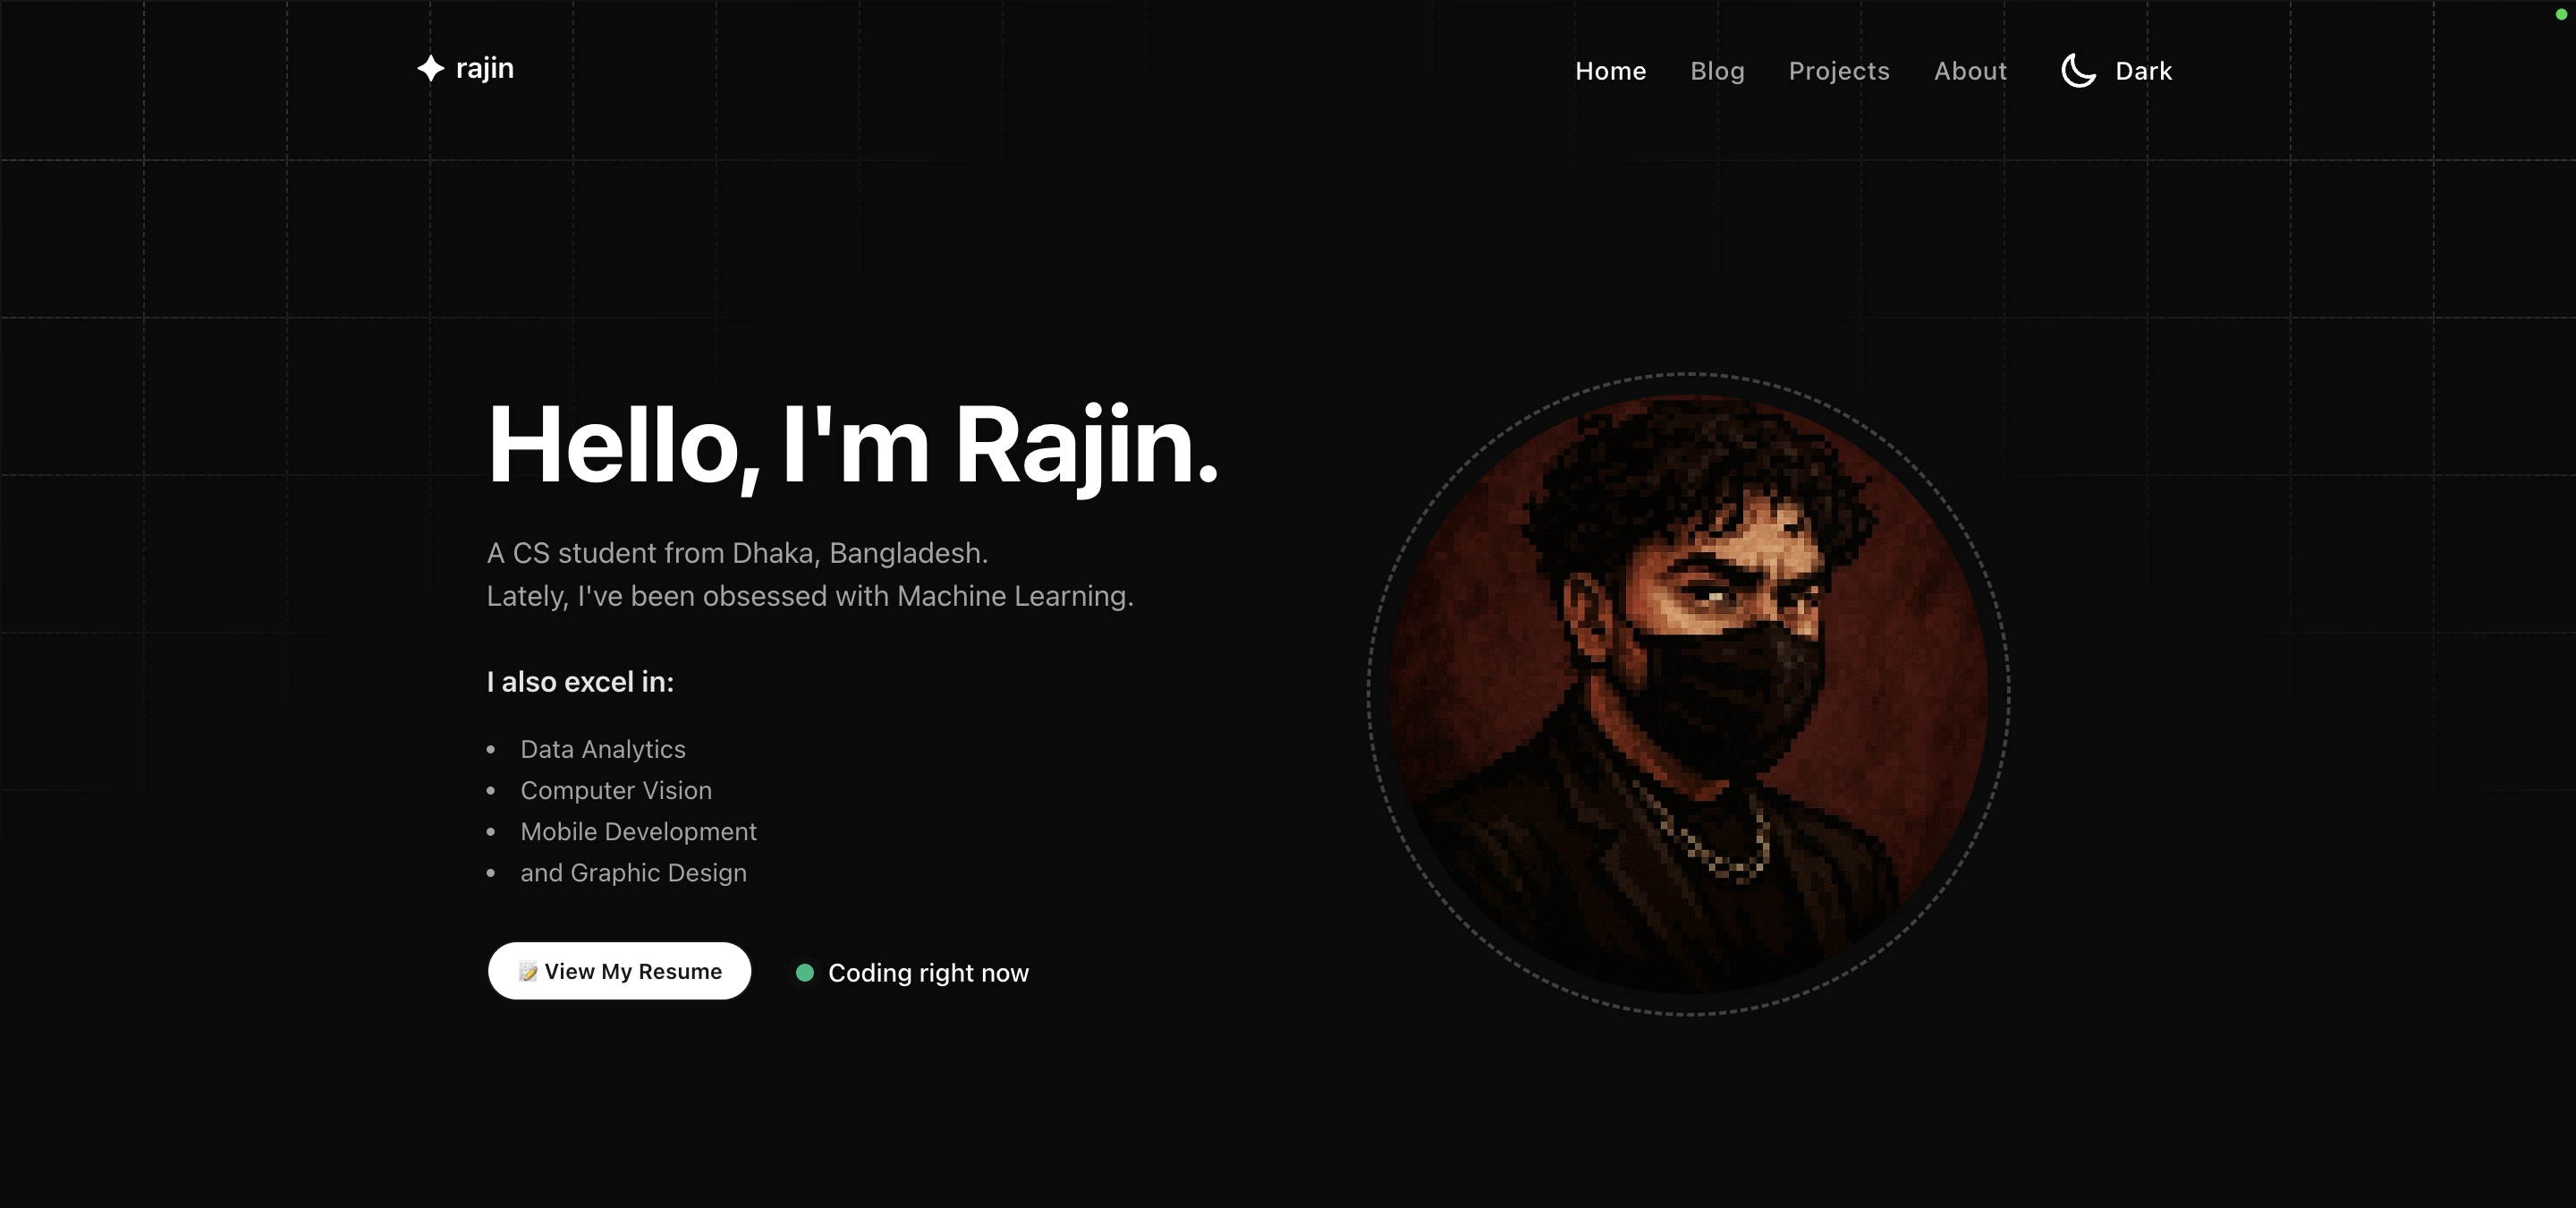 rajin
Home Blog Projects About Dark
Hello, I'm Rajin.
A CS student from Dhaka, Bangladesh.
Lately, I've been obsessed with Machine Learning.
I also excel in:
• Data Analytics
• Computer Vision
• Mobile Development
• and Graphic Design
📝 View My Resume
Coding right now